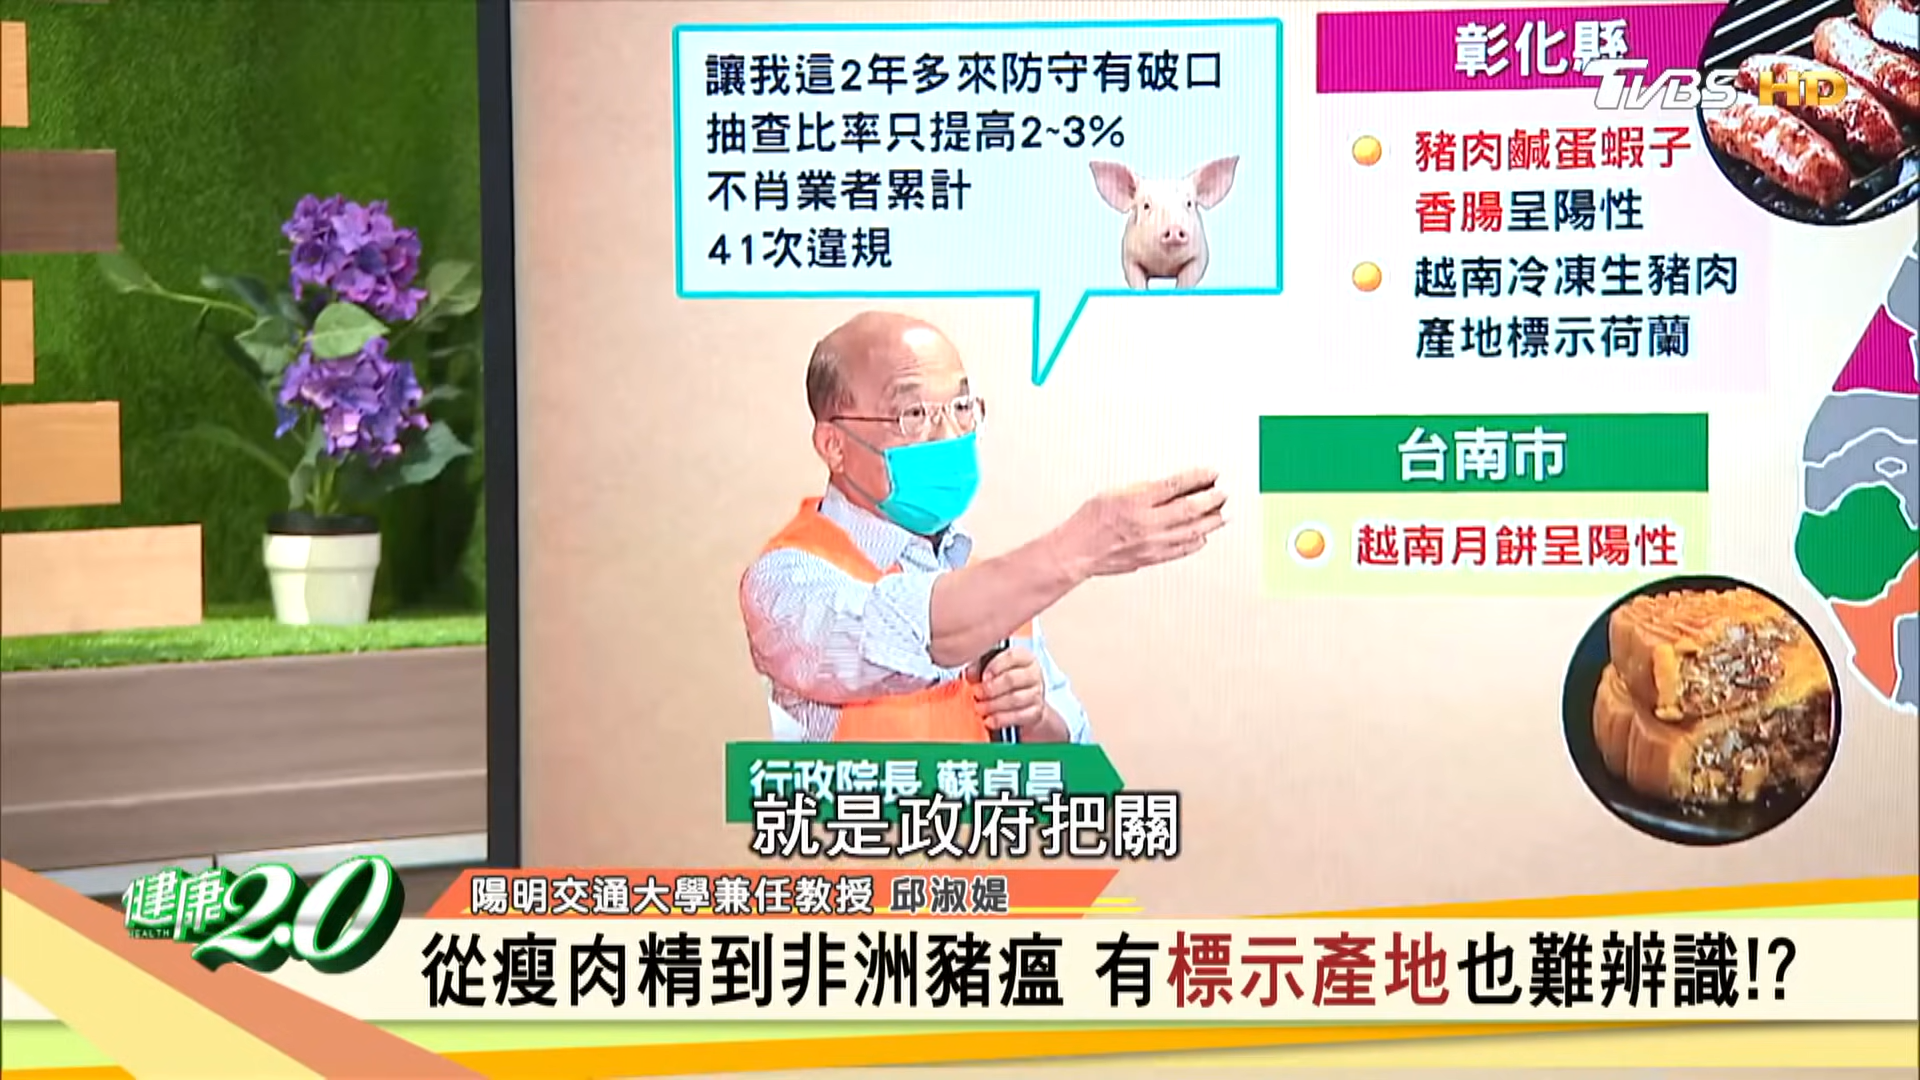 讓我這2年多來防守有破口
抽查比率只提高2~3%
不肖業者累計
41次違規
彰化縣
TVBS HD
豬肉鹹蛋蝦子
香腸呈陽性
越南冷凍生豬肉
產地標示荷蘭
台南市
越南月餅呈陽性
行政院長 蘇貞昌
就是政府把關
健康2.0
HEALTH
陽明交通大學兼任教授 邱淑媞
從瘦肉精到非洲豬瘟 有標示產地也難辨識!?